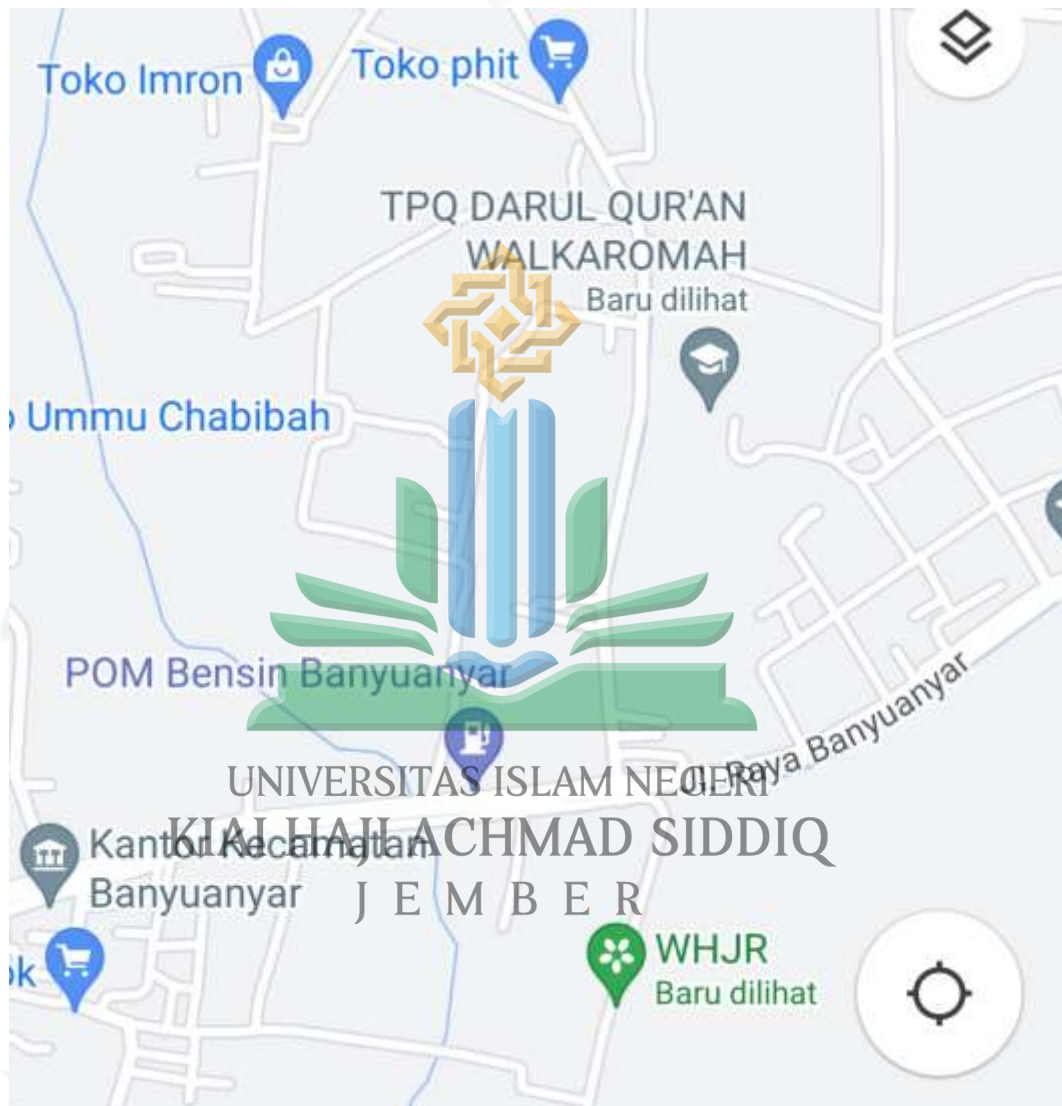 Toko Imron
Toko phit
TPQ DARUL QUR'AN
WALKAROMAH
Baru dilihat
Ummu Chabibah
POM Bensin Banyuanyar
Jl. Raya Banyuanyar
UNIVERSITAS ISLAM NEGERI
KIAI HAJI ACHMAD SIDDIQ
JEMBER
Kantor Kecamatan
Banyuanyar
k
WHJR
Baru dilihat